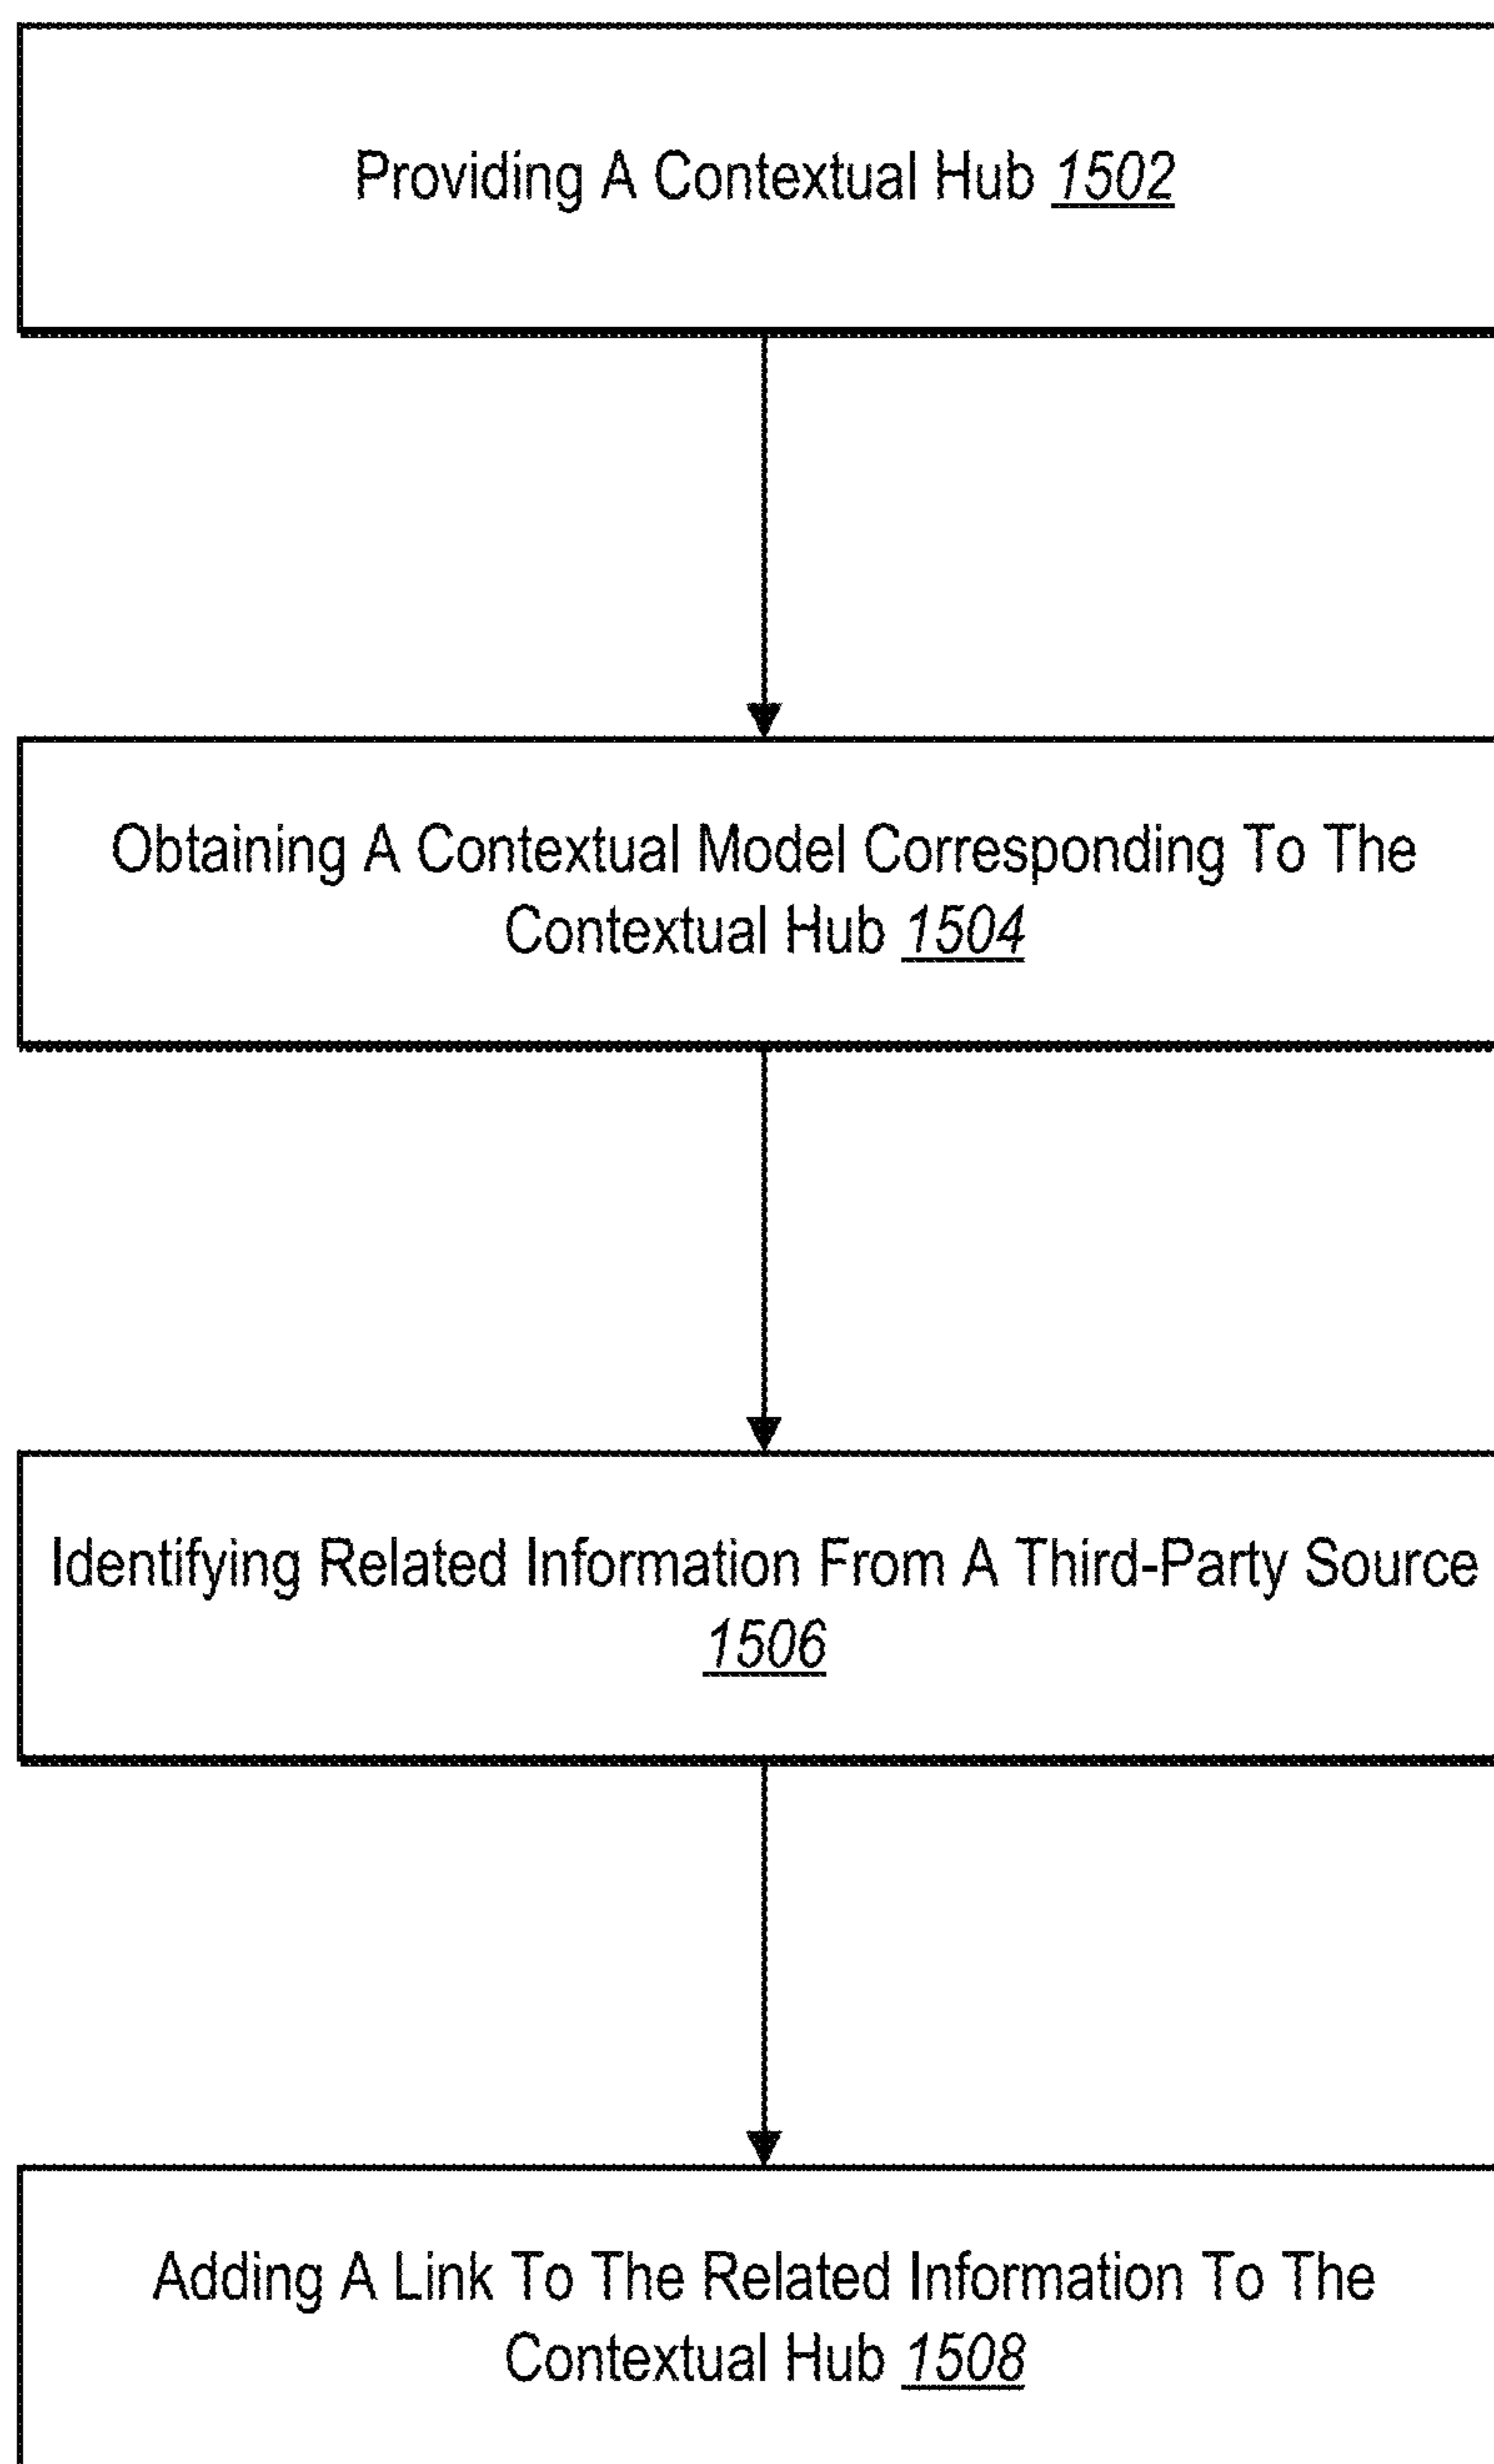 Providing A Contextual Hub 1502
Obtaining A Contextual Model Corresponding To The
Contextual Hub 1504
Identifying Related Information From A Third-Party Source
1506
Adding A Link To The Related Information To The
Contextual Hub 1508